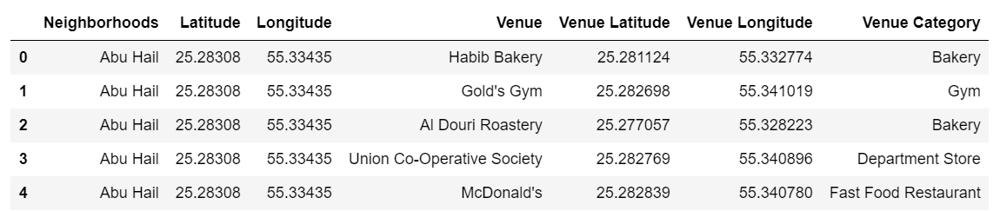 Neighborhoods Latitude Longitude Venue Venue Latitude Venue Longitude Venue Category
0 Abu Hail 25.28308 55.33435 Habib Bakery 25.281124 55.332774 Bakery
1 Abu Hail 25.28308 55.33435 Gold's Gym 25.282698 55.341019 Gym
2 Abu Hail 25.28308 55.33435 Al Douri Roastery 25.277057 55.328223 Bakery
3 Abu Hail 25.28308 55.33435 Union Co-Operative Society 25.282769 55.340896 Department Store
4 Abu Hail 25.28308 55.33435 McDonald's 25.282839 55.340780 Fast Food Restaurant